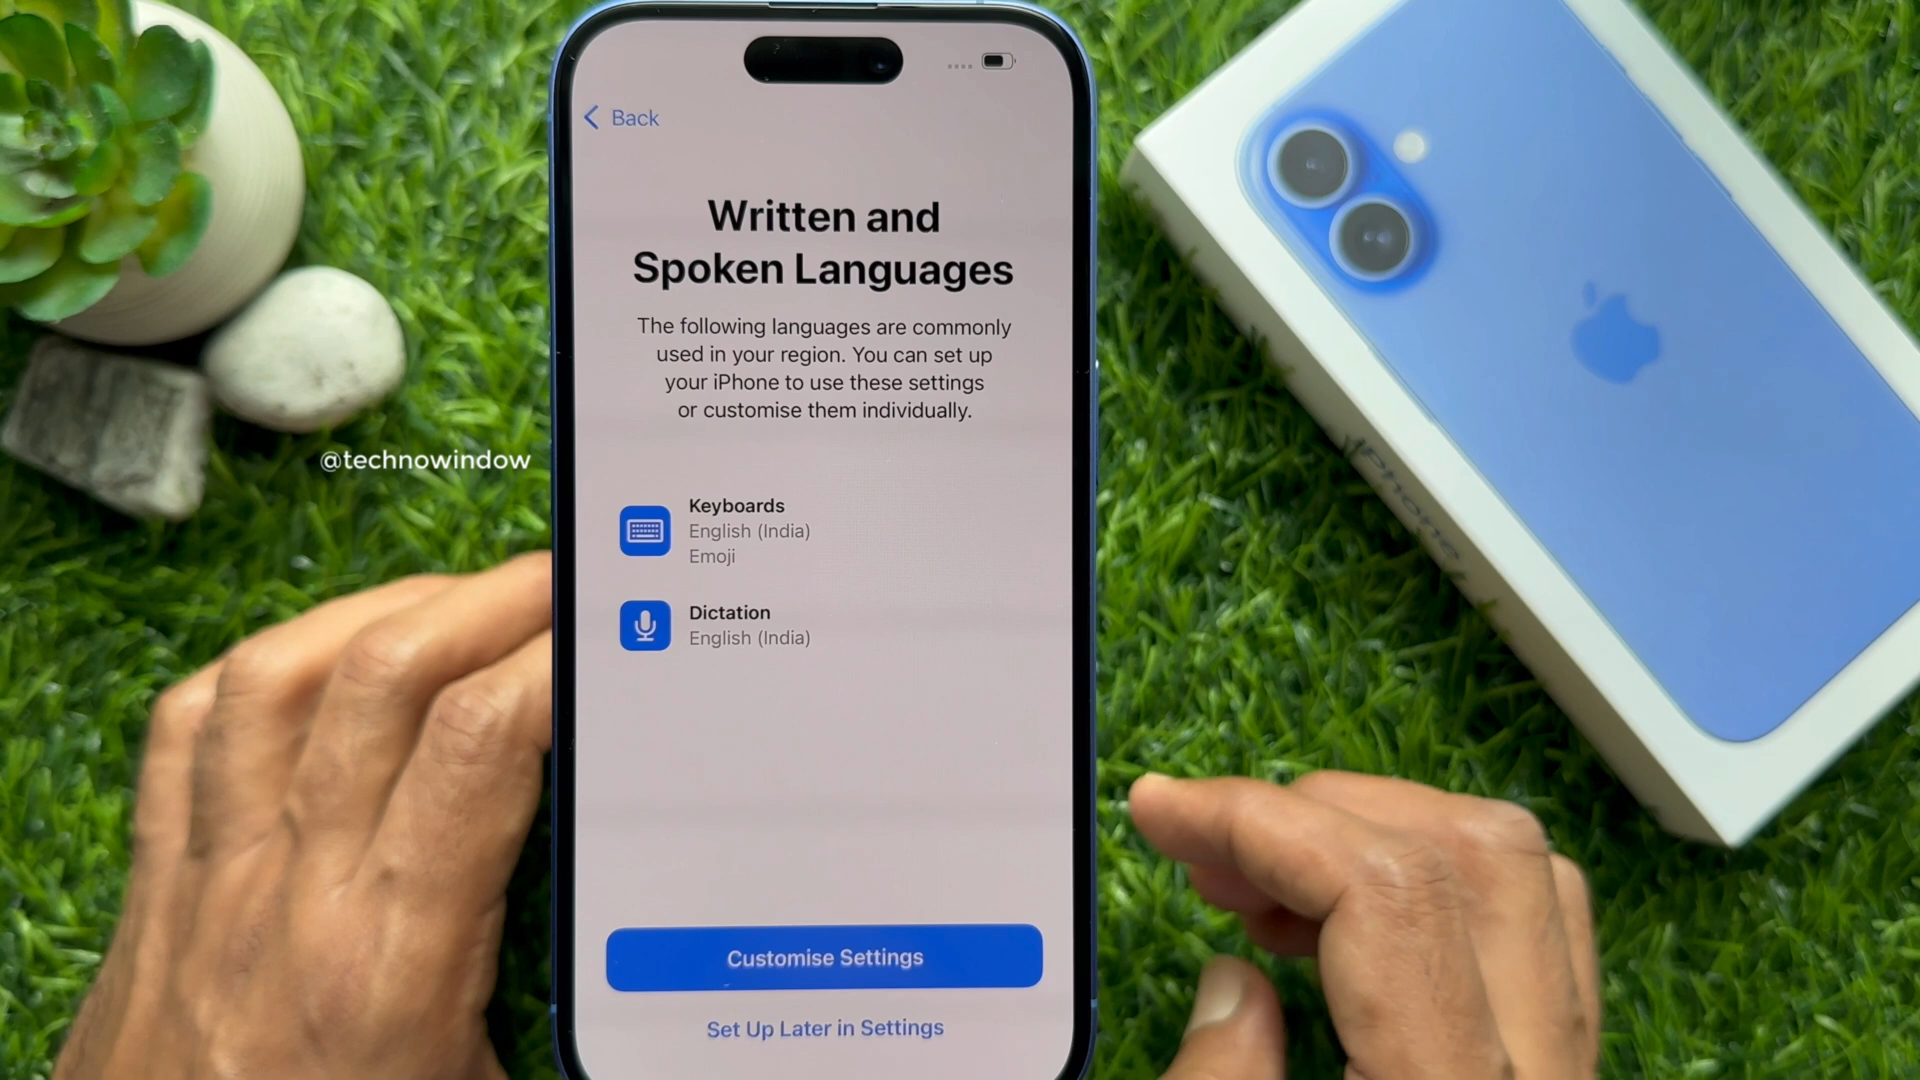 Back
Written and
Spoken Languages
The following languages are commonly
used in your region. You can set up
your iPhone to use these settings
or customise them individually.
@technowindow
Keyboards
English (India)
Emoji
Dictation
English (India)
Customise Settings
Set Up Later in Settings
iPhone